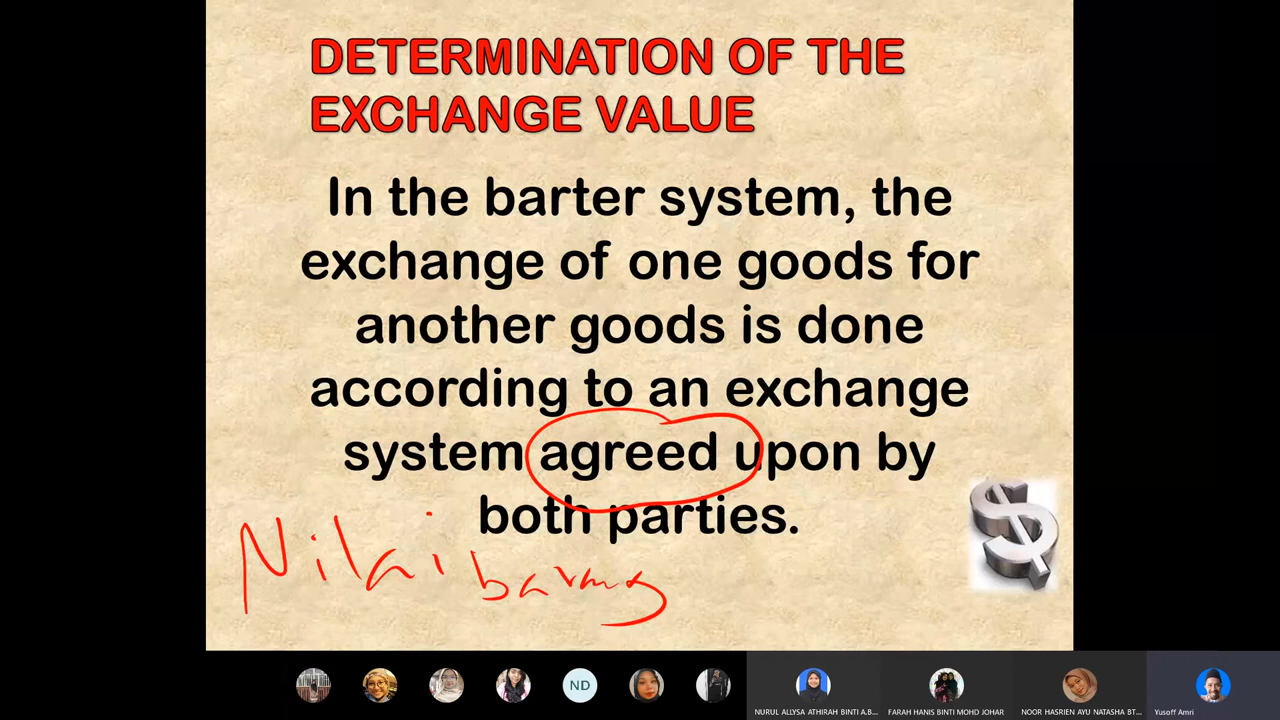 DETERMINATION OF THE
EXCHANGE VALUE
In the barter system, the
exchange of one goods for
another goods is done
according to an exchange
system agreed upon by
both parties.
Nilai barang
ND
NURUL ALLYSA ATHIRAH BINTI A.B...
FARAH HANIS BINTI MOHD JOHAR
NOOR HASRIEN AYU NATASHA BT...
Yusoff Amri